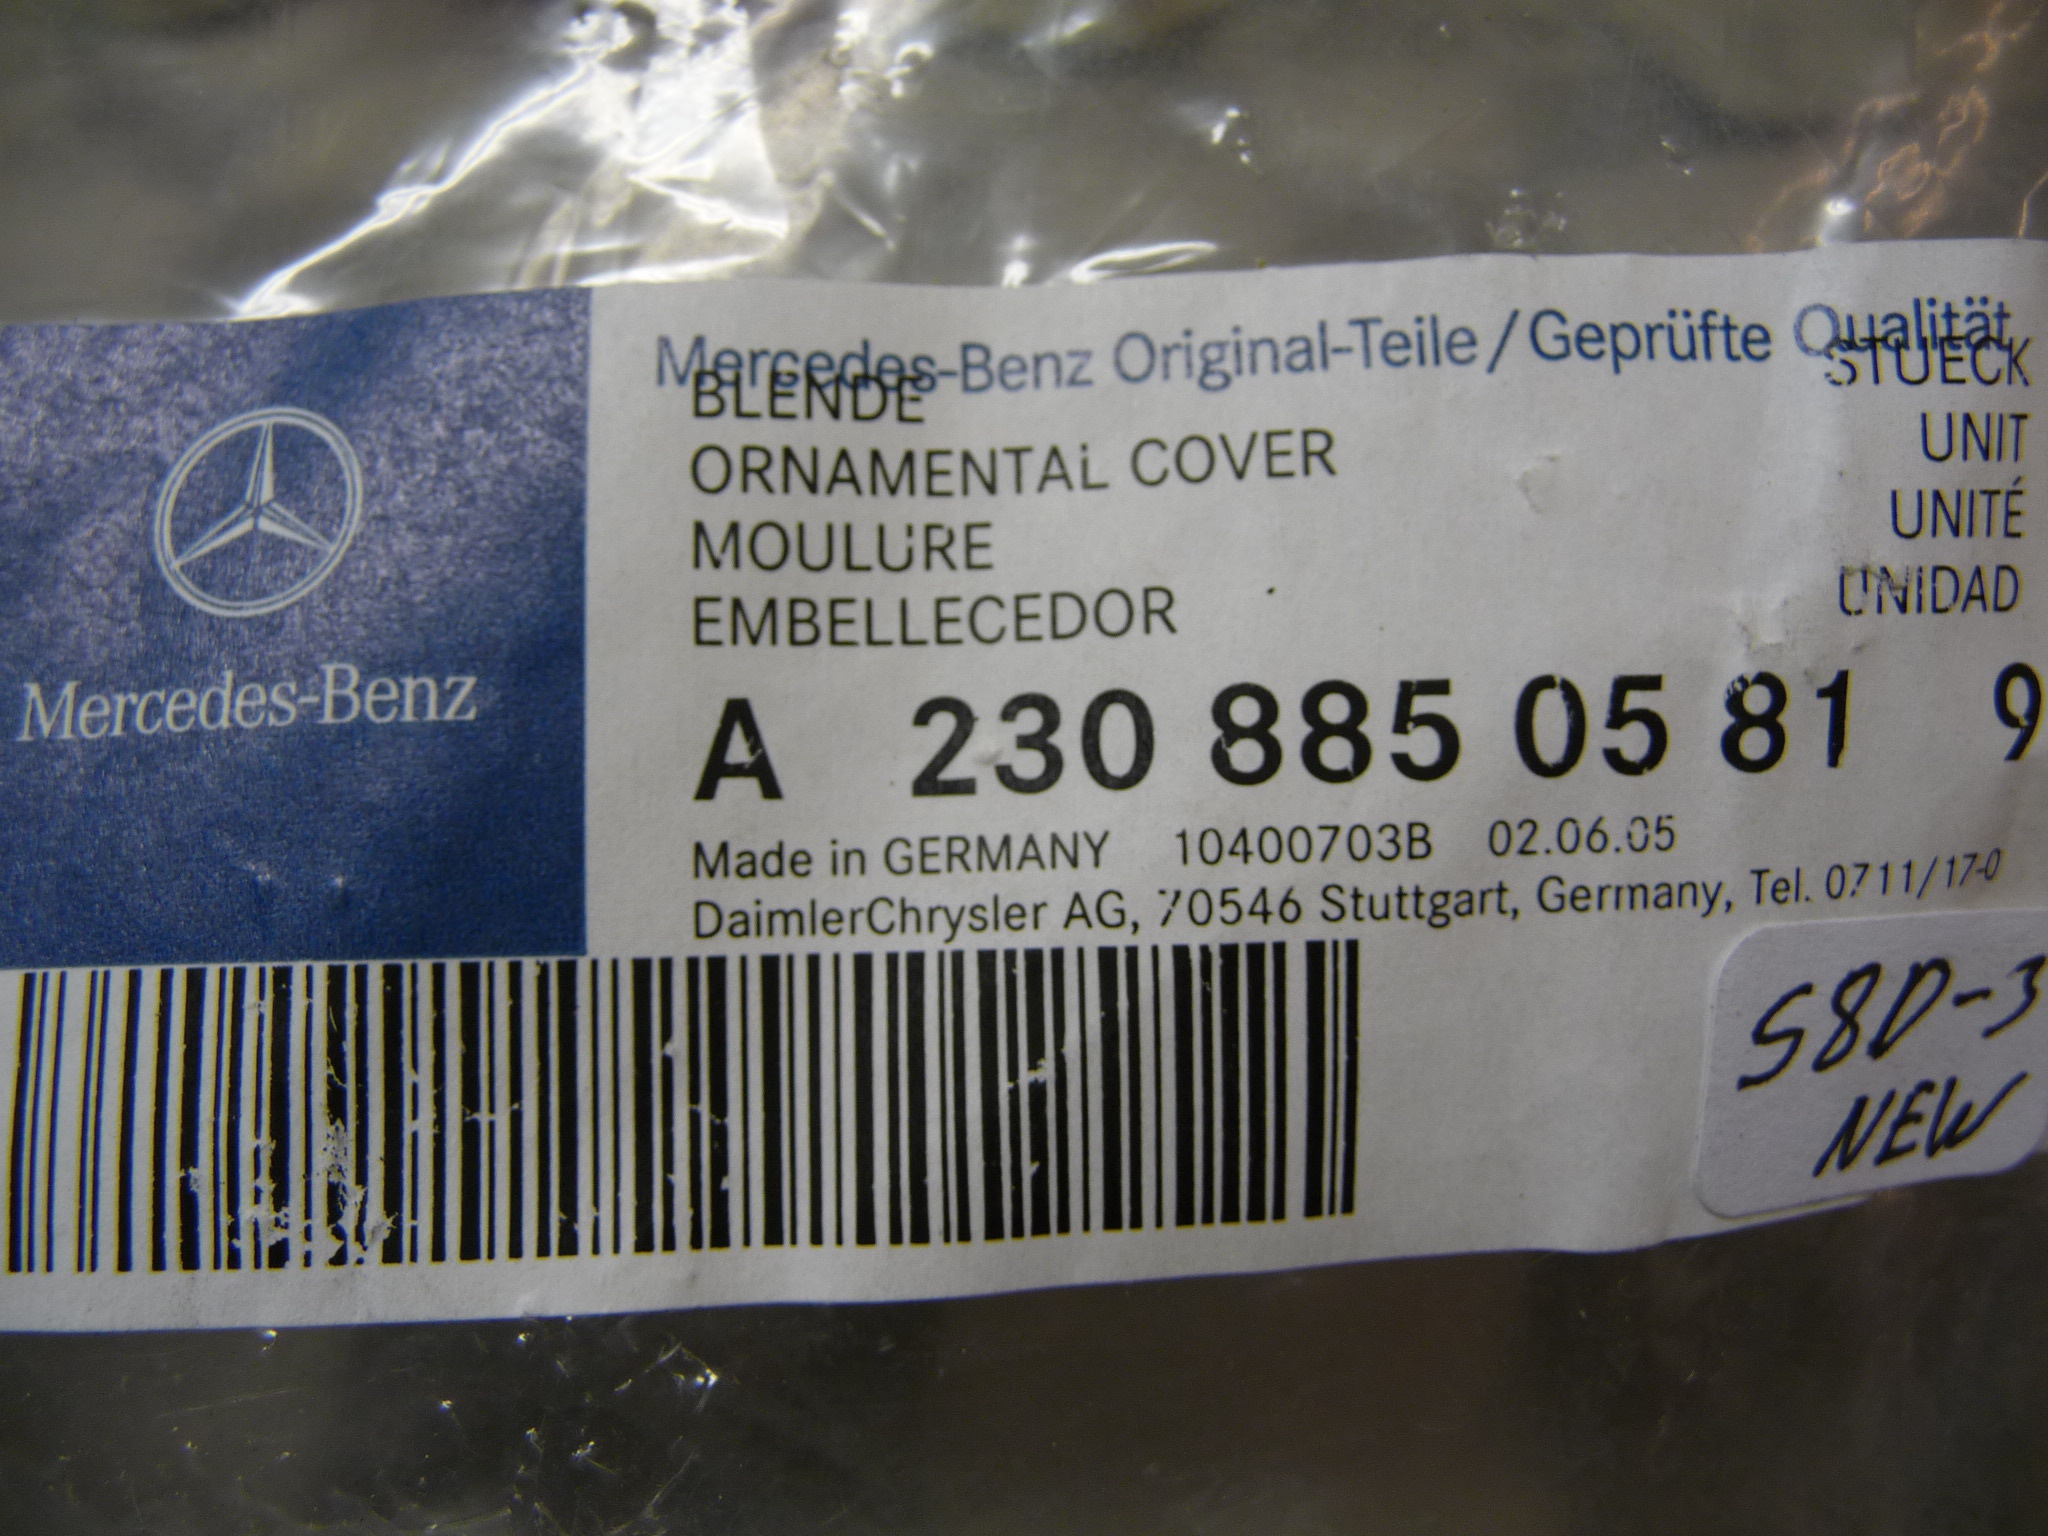 Mercedes-Benz Original-Teile/Geprüfte Qualität
BLENDE STUECK
ORNAMENTAL COVER UNIT
MOULURE UNITÉ
EMBELLECEDOR UNIDAD
Mercedes-Benz
A 230 885 05 81 9
Made in GERMANY 10400703B 02.06.05
DaimlerChrysler AG, 70546 Stuttgart, Germany, Tel. 0711/17-0
S8D-3
NEW